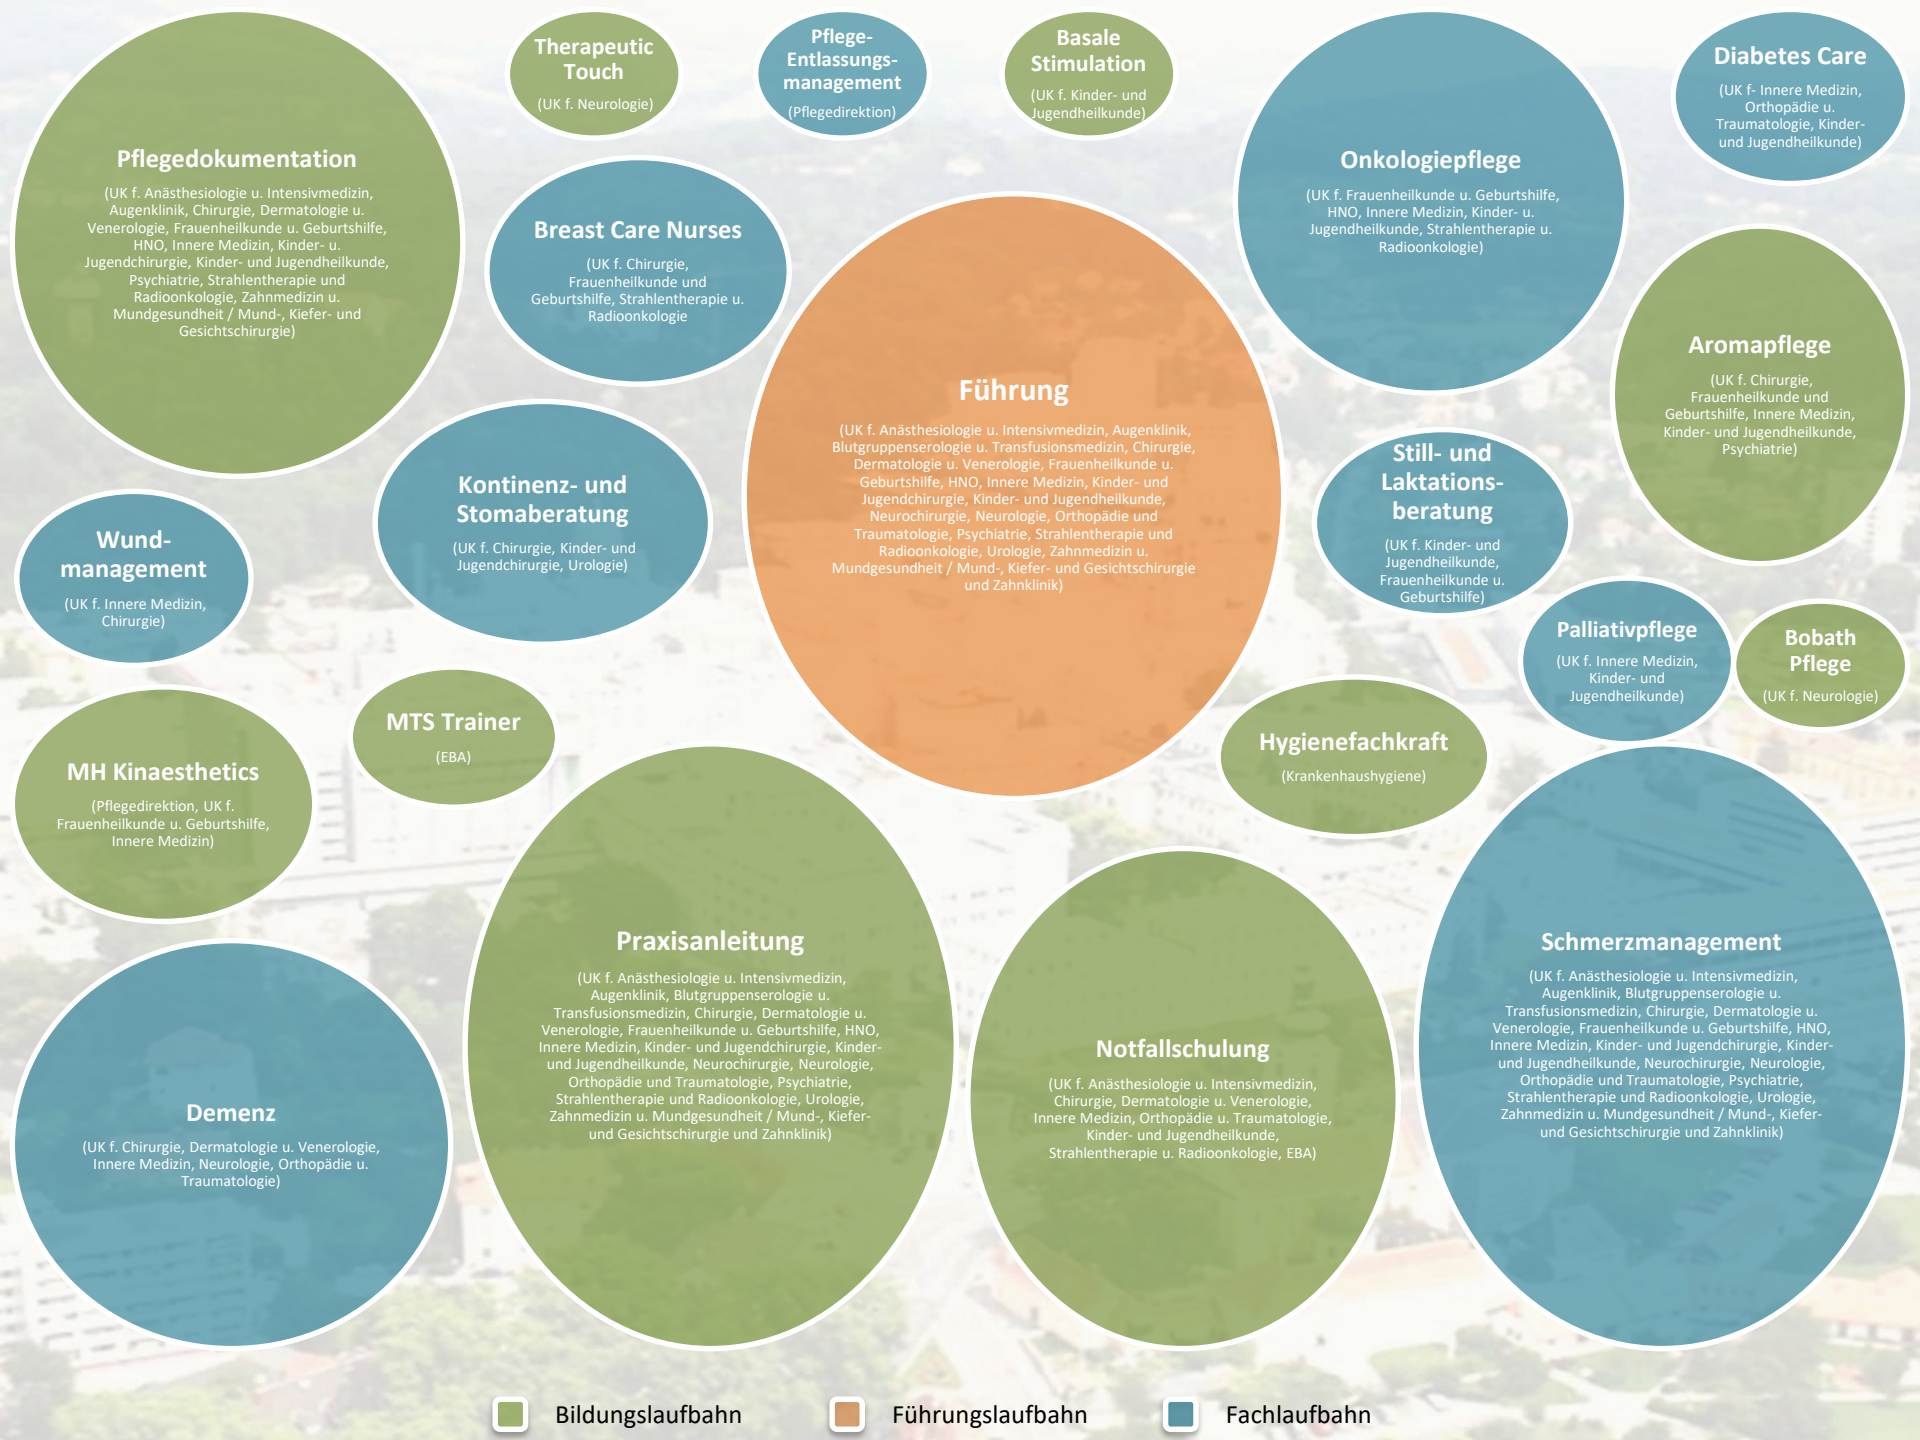 Pflegedokumentation
(UK f. Anästhesiologie u. Intensivmedizin,
Augenklinik, Chirurgie, Dermatologie u.
Venerologie, Frauenheilkunde u. Geburtshilfe,
HNO, Innere Medizin, Kinder- u.
Jugendchirurgie, Kinder- und Jugendheilkunde,
Psychiatrie, Strahlentherapie und
Radioonkologie, Zahnmedizin u.
Mundgesundheit / Mund-, Kiefer- und
Gesichtschirurgie)
Therapeutic
Touch
(UK f. Neurologie)
Pflege-
Entlassungs-
management
(Pflegedirektion)
Basale
Stimulation
(UK f. Kinder- und
Jugendheilkunde)
Onkologiepflege
(UK f. Frauenheilkunde u. Geburtshilfe,
HNO, Innere Medizin, Kinder- u.
Jugendheilkunde, Strahlentherapie u.
Radioonkologie)
Diabetes Care
(UK f- Innere Medizin,
Orthopädie u.
Traumatologie, Kinder-
und Jugendheilkunde)
Breast Care Nurses
(UK f. Chirurgie,
Frauenheilkunde und
Geburtshilfe, Strahlentherapie u.
Radioonkologie
Führung
(UK f. Anästhesiologie u. Intensivmedizin, Augenklinik,
Blutgruppenserologie u. Transfusionsmedizin, Chirurgie,
Dermatologie u. Venerologie, Frauenheilkunde u.
Geburtshilfe, HNO, Innere Medizin, Kinder- und
Jugendchirurgie, Kinder- und Jugendheilkunde,
Neurochirurgie, Neurologie, Orthopädie und
Traumatologie, Psychiatrie, Strahlentherapie und
Radioonkologie, Urologie, Zahnmedizin u.
Mundgesundheit / Mund-, Kiefer- und Gesichtschirurgie
und Zahnklinik)
Aromapflege
(UK f. Chirurgie,
Frauenheilkunde und
Geburtshilfe, Innere Medizin,
Kinder- und Jugendheilkunde,
Psychiatrie)
Kontinenz- und
Stomaberatung
(UK f. Chirurgie, Kinder- und
Jugendchirurgie, Urologie)
Still- und
Laktations-
beratung
(UK f. Kinder- und
Jugendheilkunde,
Frauenheilkunde u.
Geburtshilfe)
Wund-
management
(UK f. Innere Medizin,
Chirurgie)
Palliativpflege
(UK f. Innere Medizin,
Kinder- und
Jugendheilkunde)
Bobath
Pflege
(UK f. Neurologie)
MH Kinaesthetics
(Pflegedirektion, UK f.
Frauenheilkunde u. Geburtshilfe,
Innere Medizin)
MTS Trainer
(EBA)
Hygienefachkraft
(Krankenhaushygiene)
Praxisanleitung
(UK f. Anästhesiologie u. Intensivmedizin,
Augenklinik, Blutgruppenserologie u.
Transfusionsmedizin, Chirurgie, Dermatologie u.
Venerologie, Frauenheilkunde u. Geburtshilfe, HNO,
Innere Medizin, Kinder- und Jugendchirurgie, Kinder-
und Jugendheilkunde, Neurochirurgie, Neurologie,
Orthopädie und Traumatologie, Psychiatrie,
Strahlentherapie und Radioonkologie, Urologie,
Zahnmedizin u. Mundgesundheit / Mund-, Kiefer-
und Gesichtschirurgie und Zahnklinik)
Schmerzmanagement
(UK f. Anästhesiologie u. Intensivmedizin,
Augenklinik, Blutgruppenserologie u.
Transfusionsmedizin, Chirurgie, Dermatologie u.
Venerologie, Frauenheilkunde u. Geburtshilfe, HNO,
Innere Medizin, Kinder- und Jugendchirurgie, Kinder-
und Jugendheilkunde, Neurochirurgie, Neurologie,
Orthopädie und Traumatologie, Psychiatrie,
Strahlentherapie und Radioonkologie, Urologie,
Zahnmedizin u. Mundgesundheit / Mund-, Kiefer-
und Gesichtschirurgie und Zahnklinik)
Notfallschulung
(UK f. Anästhesiologie u. Intensivmedizin,
Chirurgie, Dermatologie u. Venerologie,
Innere Medizin, Orthopädie u. Traumatologie,
Kinder- und Jugendheilkunde,
Strahlentherapie u. Radioonkologie, EBA)
Demenz
(UK f. Chirurgie, Dermatologie u. Venerologie,
Innere Medizin, Neurologie, Orthopädie u.
Traumatologie)
Bildungslaufbahn
Führungslaufbahn
Fachlaufbahn